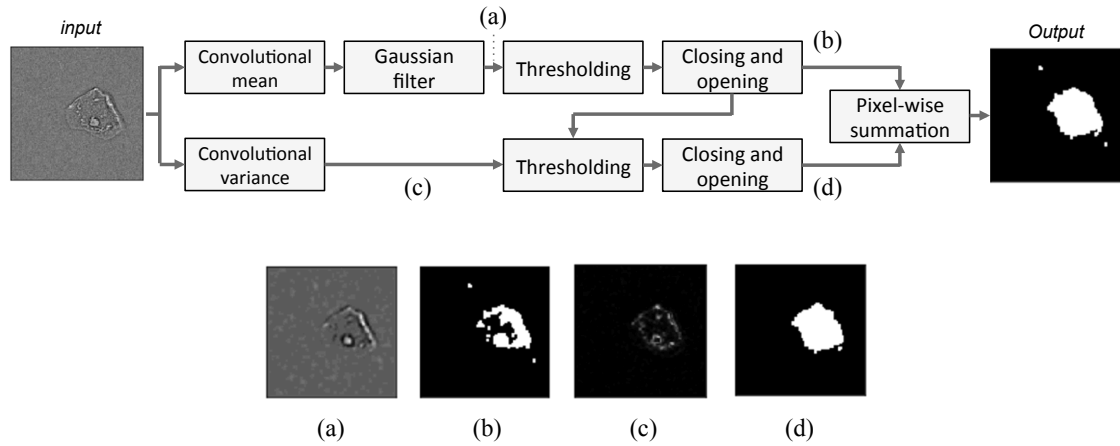 input
(a)
(b)
Output
Convolutional
mean
Gaussian
filter
Thresholding
Closing and
opening
Pixel-wise
summation
Convolutional
variance
(c)
Thresholding
Closing and
opening
(d)
(a)
(b)
(c)
(d)